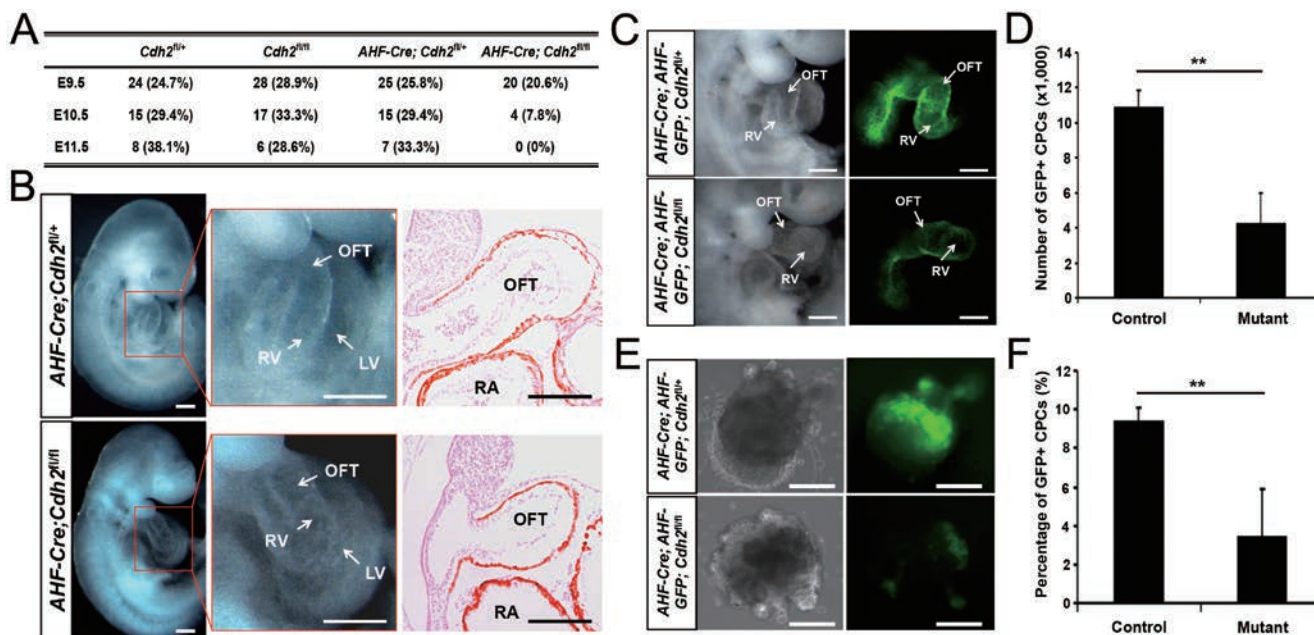 A
Cdh2fl/+ Cdh2fl/fl AHF-Cre; Cdh2fl/+ AHF-Cre; Cdh2fl/fl
E9.5 24 (24.7%) 28 (28.9%) 25 (25.8%) 20 (20.6%)
E10.5 15 (29.4%) 17 (33.3%) 15 (29.4%) 4 (7.8%)
E11.5 8 (38.1%) 6 (28.6%) 7 (33.3%) 0 (0%)
B
AHF-Cre;Cdh2fl/+
OFT
RV
LV
OFT
RA
AHF-Cre;Cdh2fl/fl
OFT
RV
LV
OFT
RA
C
AHF-Cre; AHF-
GFP; Cdh2fl/+
OFT
RV
OFT
RV
AHF-Cre; AHF-
GFP; Cdh2fl/fl
OFT
RV
OFT
RV
D
Number of GFP+ CPCs (x1,000)
14
12
10
8
6
4
2
0
**
Control Mutant
E
AHF-Cre; AHF-
GFP; Cdh2fl/+
AHF-Cre; AHF-
GFP; Cdh2fl/fl
F
Percentage of GFP+ CPCs (%)
12
10
8
6
4
2
0
**
Control Mutant